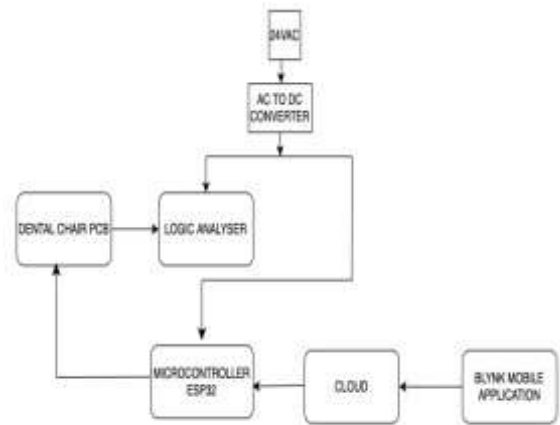 24VAC
AC TO DC
CONVERTER
DENTAL CHAIR PCB
LOGIC ANALYSER
MICROCONTROLLER
ESP32
CLOUD
BLYNK MOBILE
APPLICATION